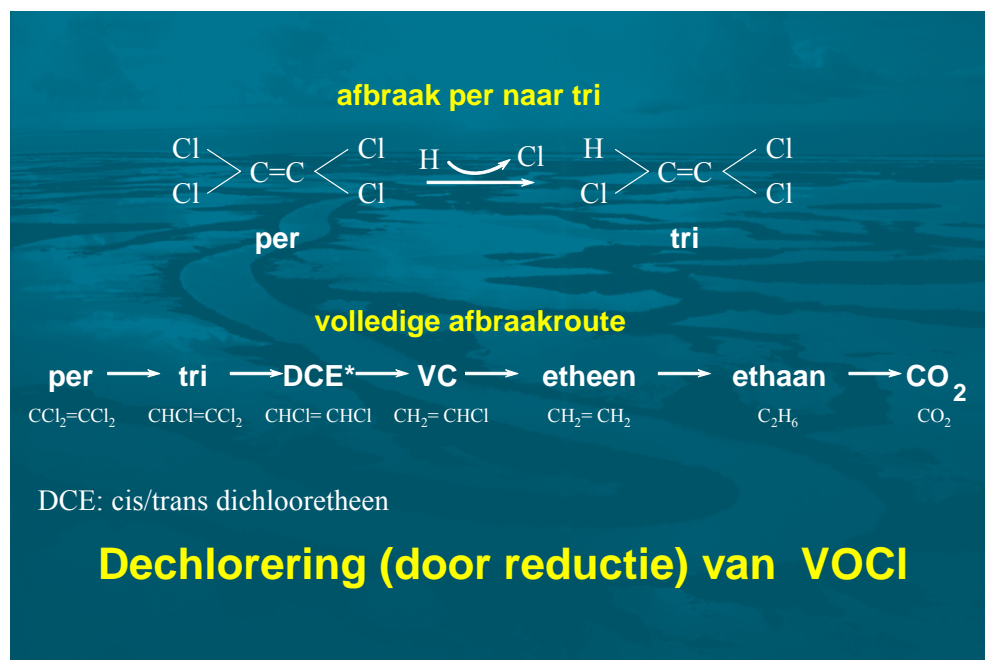 afbraak per naar tri
Cl Cl H Cl H Cl
C=C C=C
Cl Cl Cl Cl
per tri
volledige afbraakroute
per tri DCE* VC etheen ethaan CO2
CCl2=CCl2 CHCl=CCl2 CHCl= CHCl CH2= CHCl CH2= CH2 C2H6 CO2
DCE: cis/trans dichlooretheen
Dechlorering (door reductie) van VOCl